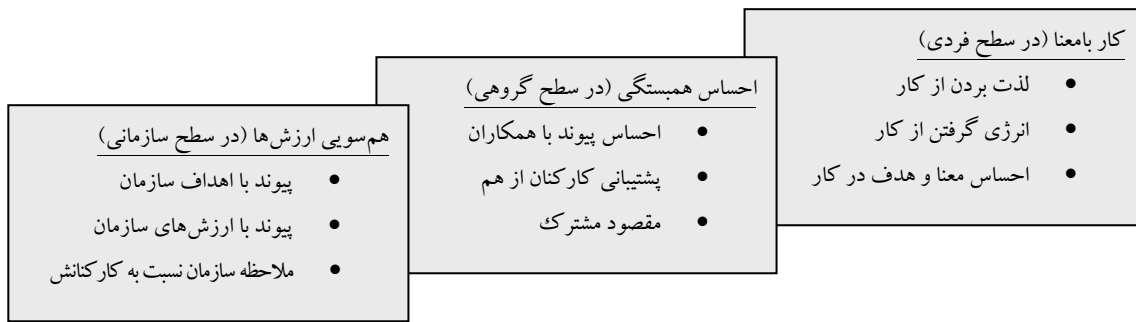 کار بامعنا (در سطح فردی)
• لذت بردن از کار
• انرژی گرفتن از کار
• احساس معنا و هدف در کار
احساس همبستگی (در سطح گروهی)
• احساس پیوند با همکاران
• پشتیبانی کارکنان از هم
• مقصود مشترك
هم‌سویی ارزش‌ها (در سطح سازمانی)
• پیوند با اهداف سازمان
• پیوند با ارزش‌های سازمان
• ملاحظه سازمان نسبت به کارکنانش